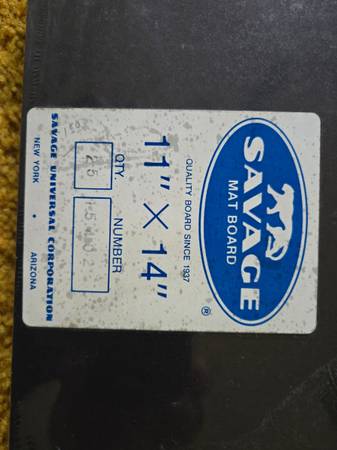 SAVAGE
MAT BOARD
®
QUALITY BOARD SINCE 1937
11" X 14"
QTY. NUMBER
25
SAVAGE UNIVERSAL CORPORATION
NEW YORK • ARIZONA